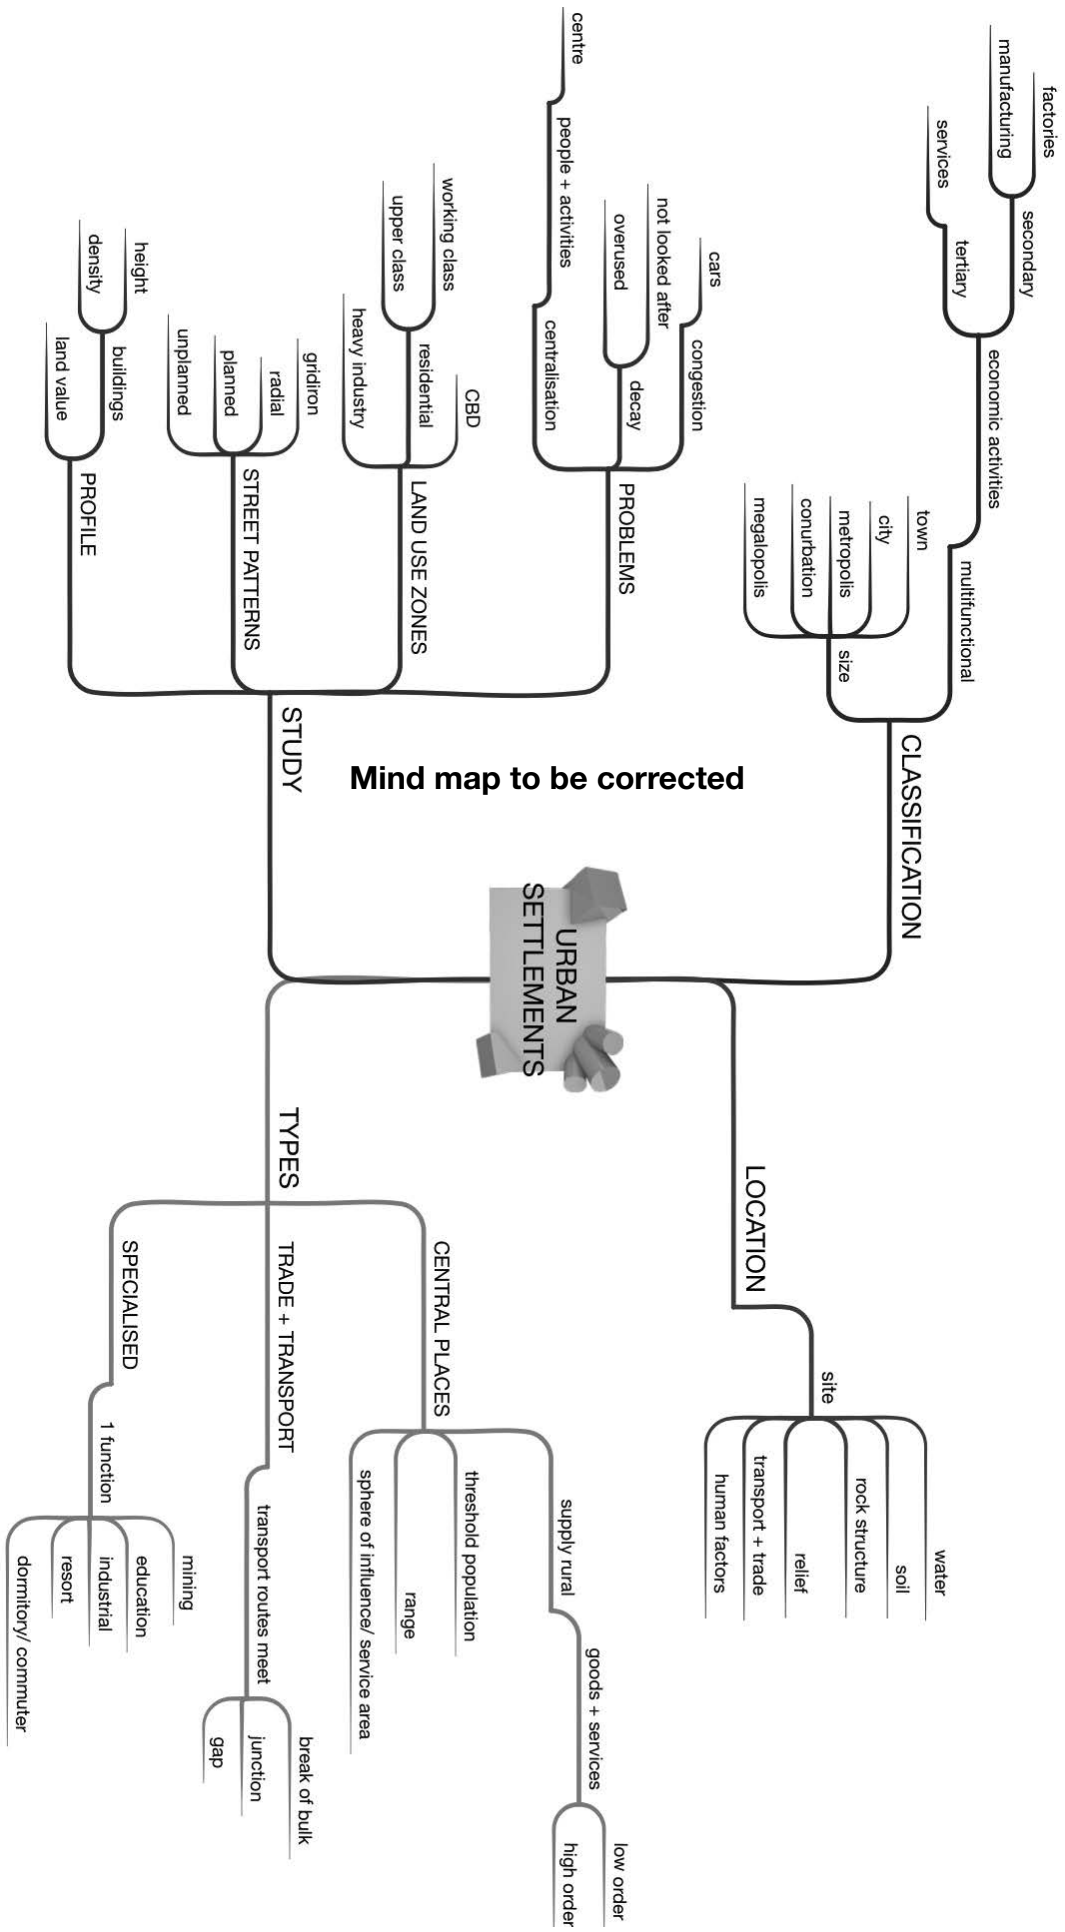 Mind map to be corrected
URBAN
SETTLEMENTS
CLASSIFICATION
multifunctional
economic activities
secondary
factories
manufacturing
tertiary
services
size
town
city
metropolis
conurbation
megalopolis
LOCATION
site
water
soil
rock structure
relief
transport + trade
human factors
STUDY
PROBLEMS
congestion
cars
decay
not looked after
overused
centralisation
people + activities
centre
LAND USE ZONES
CBD
residential
working class
upper class
heavy industry
STREET PATTERNS
gridiron
radial
planned
unplanned
PROFILE
buildings
height
density
land value
TYPES
CENTRAL PLACES
supply rural
goods + services
low order
high order
threshold population
range
sphere of influence/ service area
TRADE + TRANSPORT
transport routes meet
break of bulk
junction
gap
SPECIALISED
1 function
mining
education
industrial
resort
dormitory/ commuter